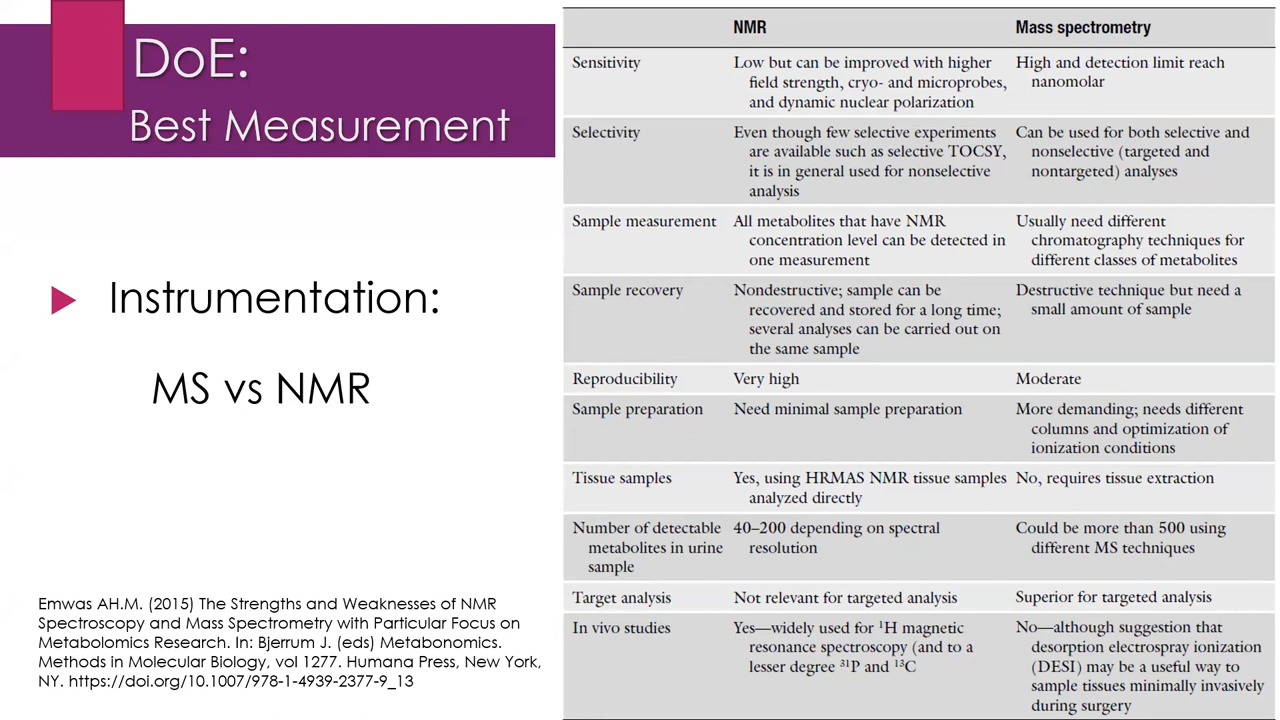 DoE:
Best Measurement
Instrumentation:
MS vs NMR
Emwas AH.M. (2015) The Strengths and Weaknesses of NMR
Spectroscopy and Mass Spectrometry with Particular Focus on
Metabolomics Research. In: Bjerrum J. (eds) Metabonomics.
Methods in Molecular Biology, vol 1277. Humana Press, New York,
NY. https://doi.org/10.1007/978-1-4939-2377-9_13
NMR Mass spectrometry
Sensitivity Low but can be improved with higher High and detection limit reach
field strength, cryo- and microprobes, nanomolar
and dynamic nuclear polarization
Selectivity Even though few selective experiments Can be used for both selective and
are available such as selective TOCSY, nonselective (targeted and
it is in general used for nonselective nontargeted) analyses
analysis
Sample measurement All metabolites that have NMR Usually need different
concentration level can be detected in chromatography techniques for
one measurement different classes of metabolites
Sample recovery Nondestructive; sample can be Destructive technique but need a
recovered and stored for a long time; small amount of sample
several analyses can be carried out on
the same sample
Reproducibility Very high Moderate
Sample preparation Need minimal sample preparation More demanding; needs different
columns and optimization of
ionization conditions
Tissue samples Yes, using HRMAS NMR tissue samples No, requires tissue extraction
analyzed directly
Number of detectable 40–200 depending on spectral Could be more than 500 using
metabolites in urine resolution different MS techniques
sample
Target analysis Not relevant for targeted analysis Superior for targeted analysis
In vivo studies Yes—widely used for ¹H magnetic No—although suggestion that
resonance spectroscopy (and to a desorption electrospray ionization
lesser degree ³¹P and ¹³C (DESI) may be a useful way to
sample tissues minimally invasively
during surgery